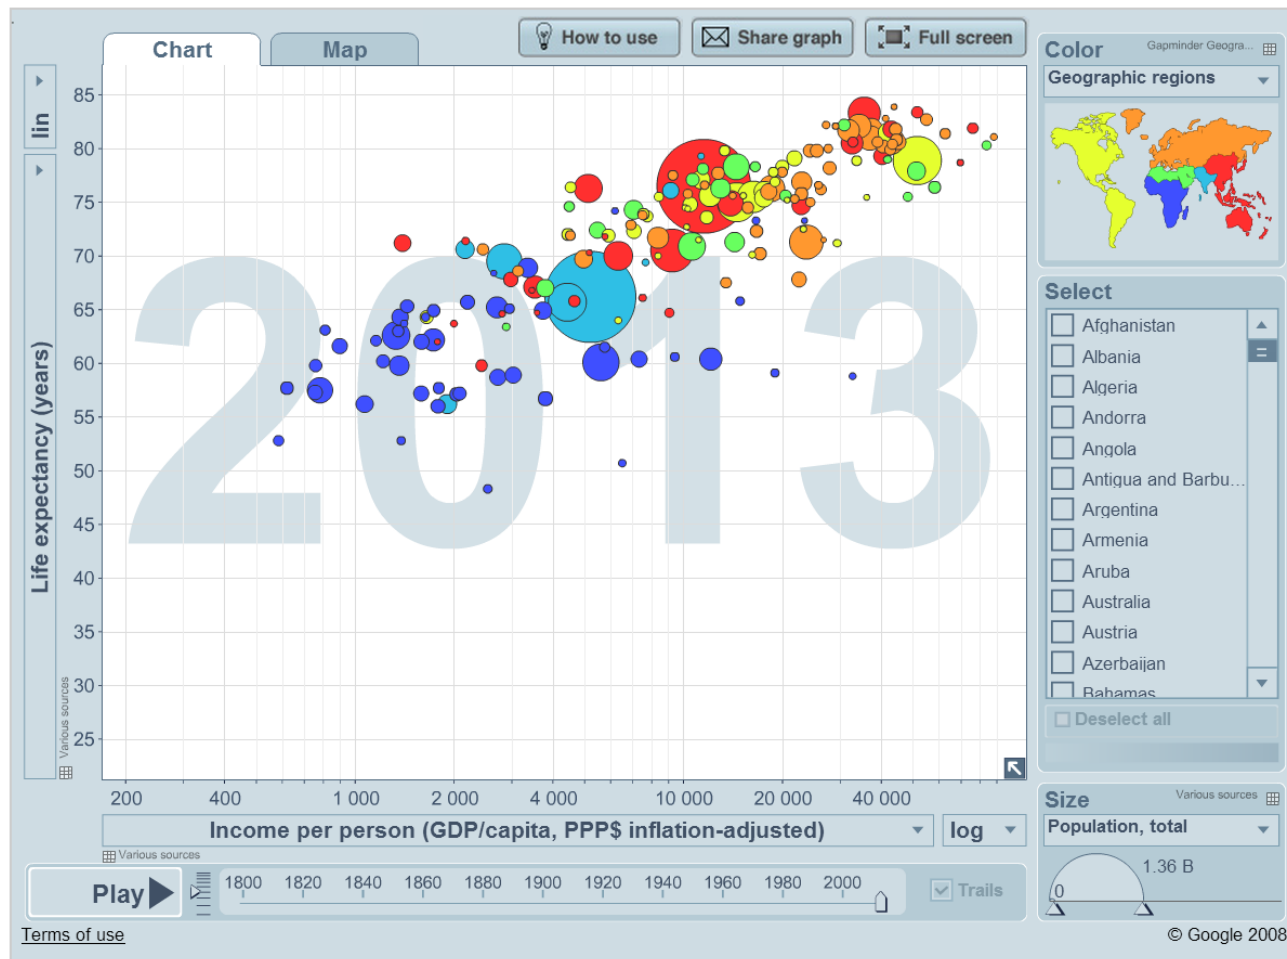 Chart
Map
How to use
Share graph
Full screen
Color
Gapminder Geogra...
Geographic regions
lin
Life expectancy (years)
Various sources
85
80
75
70
65
60
55
50
45
40
35
30
25
2013
200
400
1 000
2 000
4 000
10 000
20 000
40 000
Income per person (GDP/capita, PPP$ inflation-adjusted)
log
Various sources
Play
1800 1820 1840 1860 1880 1900 1920 1940 1960 1980 2000
Trails
Select
Afghanistan
Albania
Algeria
Andorra
Angola
Antigua and Barbu...
Argentina
Armenia
Aruba
Australia
Austria
Azerbaijan
Bahamas
Deselect all
Size
Various sources
Population, total
1.36 B
0
Terms of use
© Google 2008